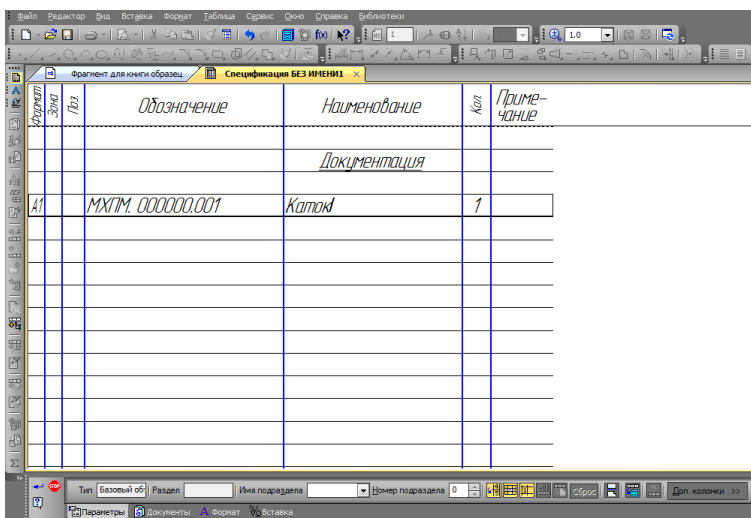 Файл Редактор Вид Вставка Формат Таблица Сервис Окно Справка Библиотеки
1 1.0
Фрагмент для книги образец Спецификация БЕЗ ИМЕНИ1
Формат Зона Поз. Обозначение Наименование Кол. Приме-
чание
Документация
А1 МХПМ. 000000.001 Каток 1
Тип Базовый об Раздел Имя подраздела Номер подраздела 0 Сброс Доп. колонки >>
Параметры Документы Формат Вставка